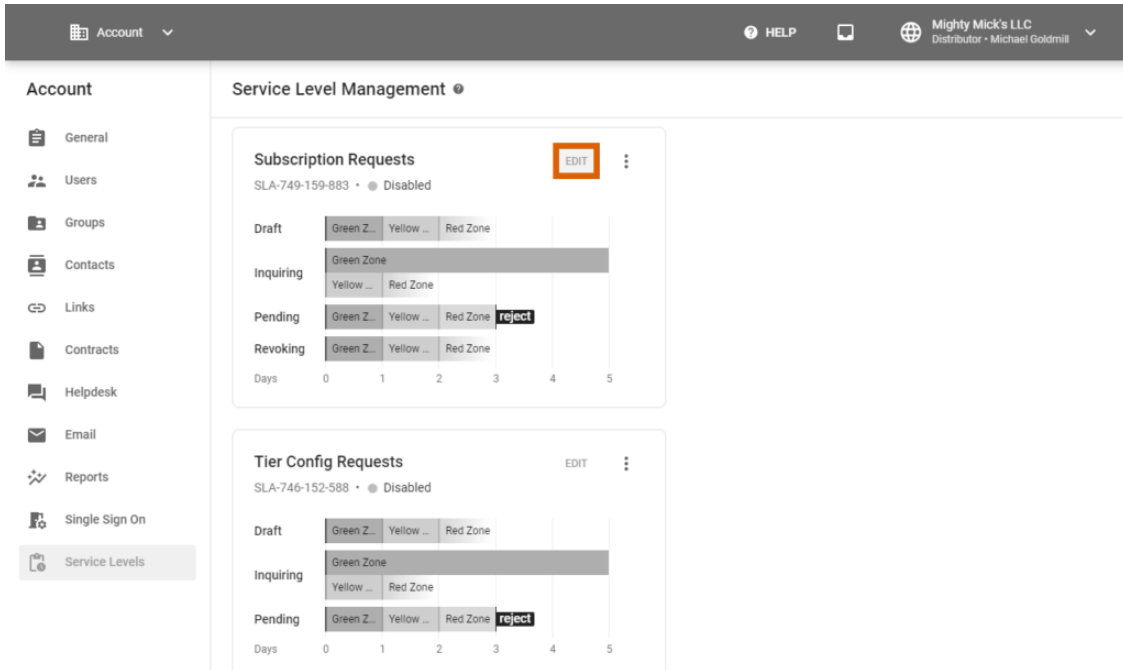 Account
HELP
Mighty Mick's LLC
Distributor • Michael Goldmill
Account
General
Users
Groups
Contacts
Links
Contracts
Helpdesk
Email
Reports
Single Sign On
Service Levels
Service Level Management
Subscription Requests
EDIT
SLA-749-159-883 • Disabled
Draft
Green Z... Yellow ... Red Zone
Inquiring
Green Zone
Yellow ... Red Zone
Pending
Green Z... Yellow ... Red Zone reject
Revoking
Green Z... Yellow ... Red Zone
Days 0 1 2 3 4 5
Tier Config Requests
EDIT
SLA-746-152-588 • Disabled
Draft
Green Z... Yellow ... Red Zone
Inquiring
Green Zone
Yellow ... Red Zone
Pending
Green Z... Yellow ... Red Zone reject
Days 0 1 2 3 4 5